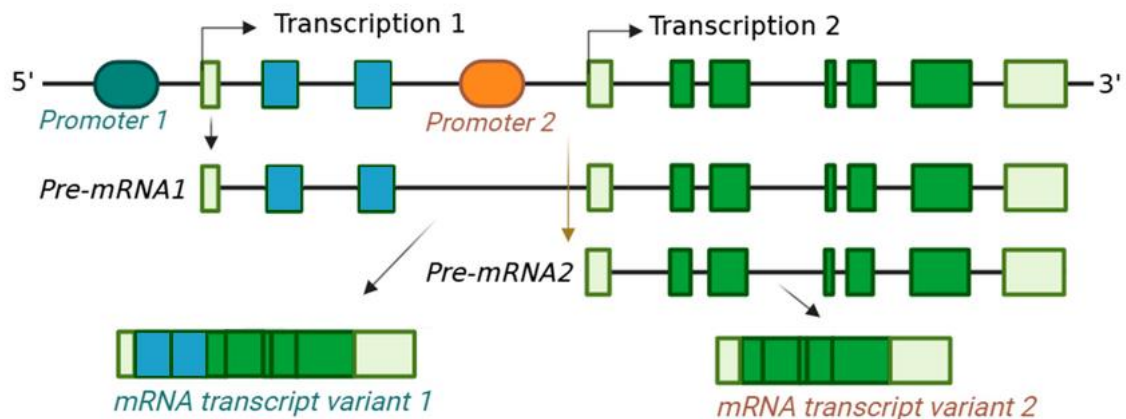 Transcription 1
Transcription 2
5'
3'
Promoter 1
Promoter 2
Pre-mRNA1
Pre-mRNA2
mRNA transcript variant 1
mRNA transcript variant 2